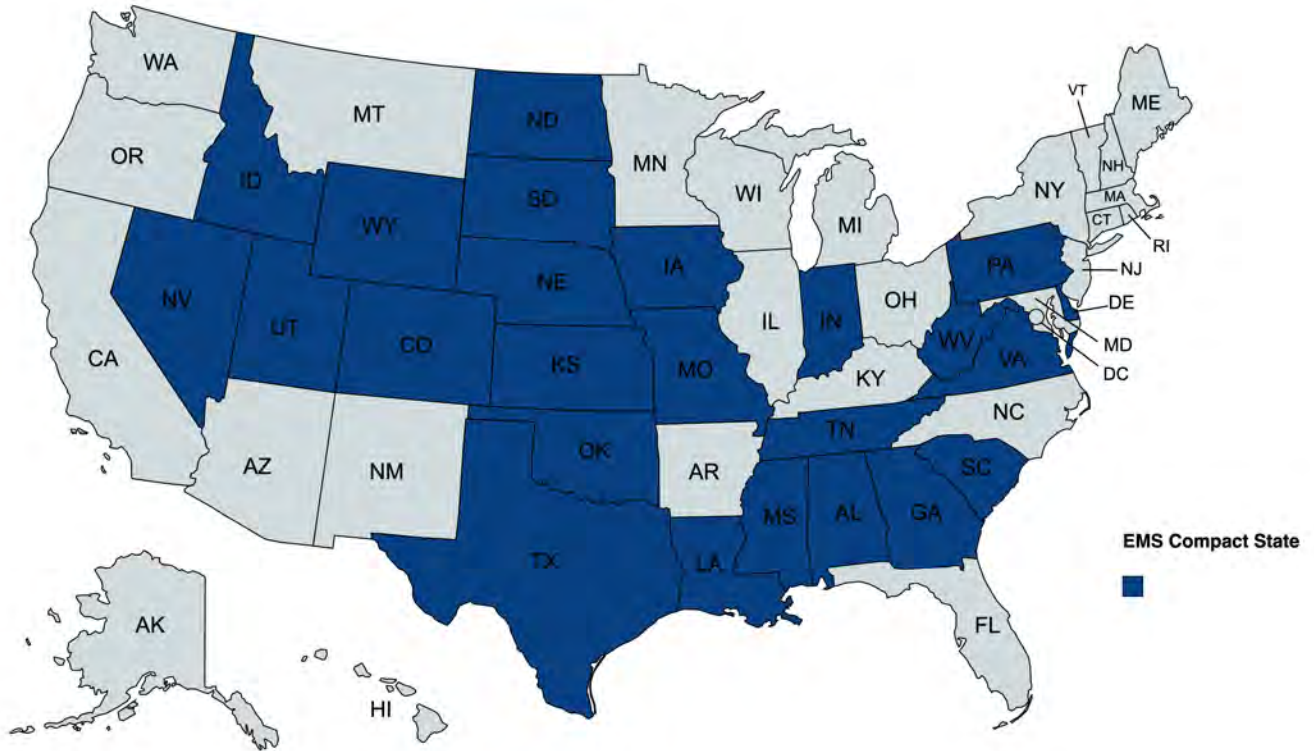 WA
MT
ND
MN
VT
ME
OR
ID
SD
WI
NY
NH
MA
WY
MI
CT
RI
IA
PA
NJ
NE
NV
OH
DE
UT
CO
IL
IN
WV
MD
CA
KS
MO
VA
DC
KY
NC
TN
AZ
NM
OK
AR
SC
MS
AL
GA
TX
LA
EMS Compact State
AK
FL
HI